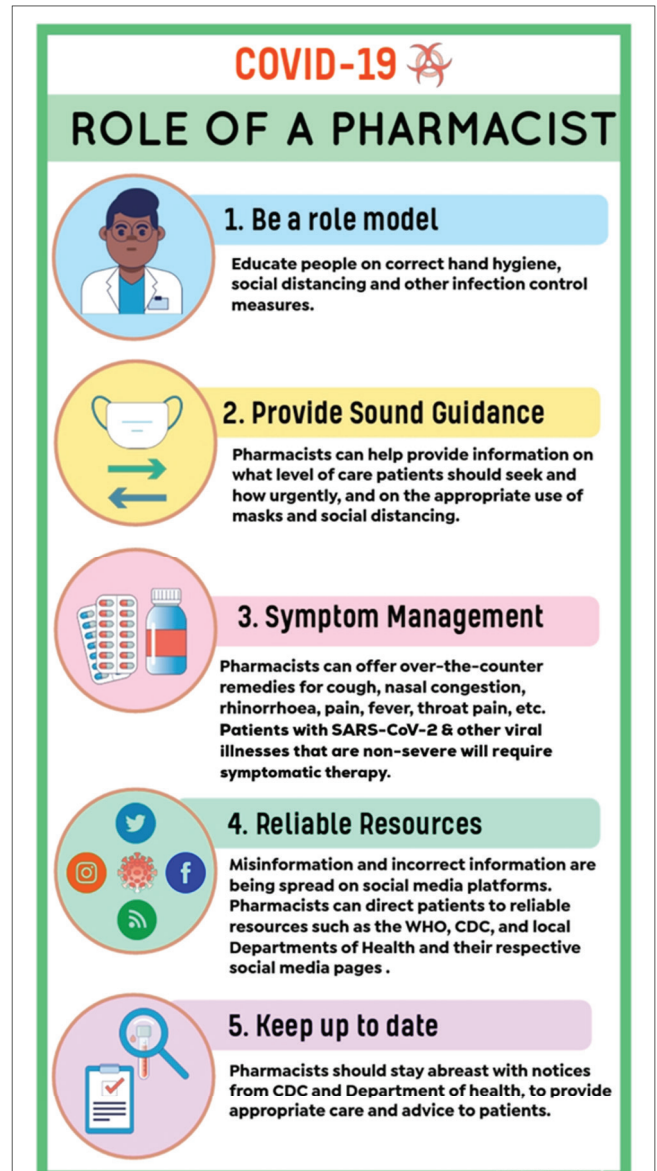 COVID-19
ROLE OF A PHARMACIST
1. Be a role model
Educate people on correct hand hygiene,
social distancing and other infection control
measures.
2. Provide Sound Guidance
Pharmacists can help provide information on
what level of care patients should seek and
how urgently, and on the appropriate use of
masks and social distancing.
3. Symptom Management
Pharmacists can offer over-the-counter
remedies for cough, nasal congestion,
rhinorrhoea, pain, fever, throat pain, etc.
Patients with SARS-CoV-2 & other viral
illnesses that are non-severe will require
symptomatic therapy.
4. Reliable Resources
Misinformation and incorrect information are
being spread on social media platforms.
Pharmacists can direct patients to reliable
resources such as the WHO, CDC, and local
Departments of Health and their respective
social media pages .
5. Keep up to date
Pharmacists should stay abreast with notices
from CDC and Department of health, to provide
appropriate care and advice to patients.